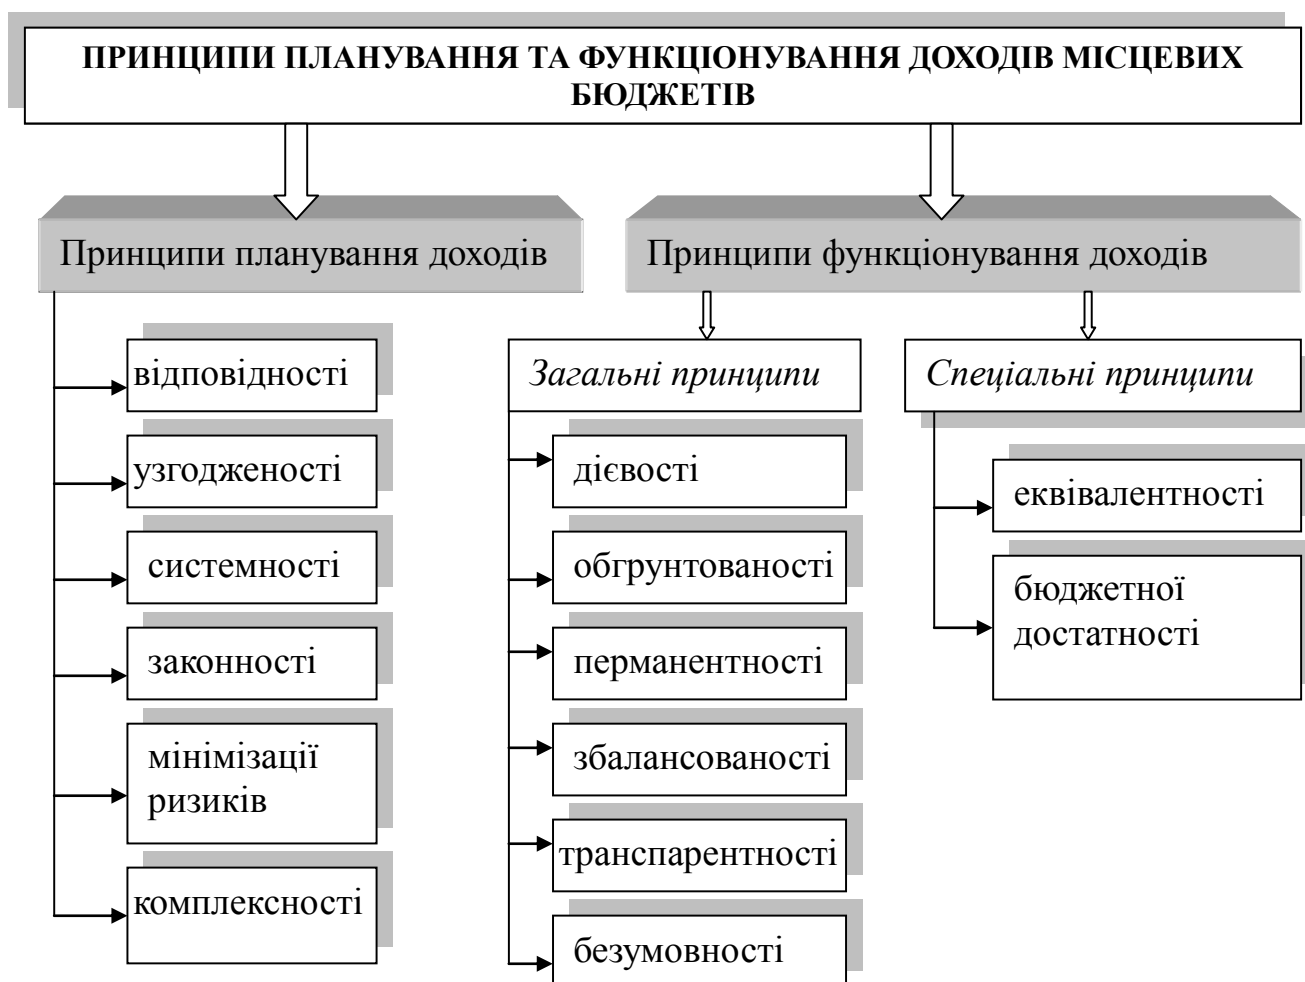 ПРИНЦИПИ ПЛАНУВАННЯ ТА ФУНКЦІОНУВАННЯ ДОХОДІВ МІСЦЕВИХ
БЮДЖЕТІВ
Принципи планування доходів
Принципи функціонування доходів
відповідності
узгодженості
системності
законності
мінімізації
ризиків
комплексності
Загальні принципи
дієвості
обгрунтованості
перманентності
збалансованості
транспарентності
безумовності
Спеціальні принципи
еквівалентності
бюджетної
достатності